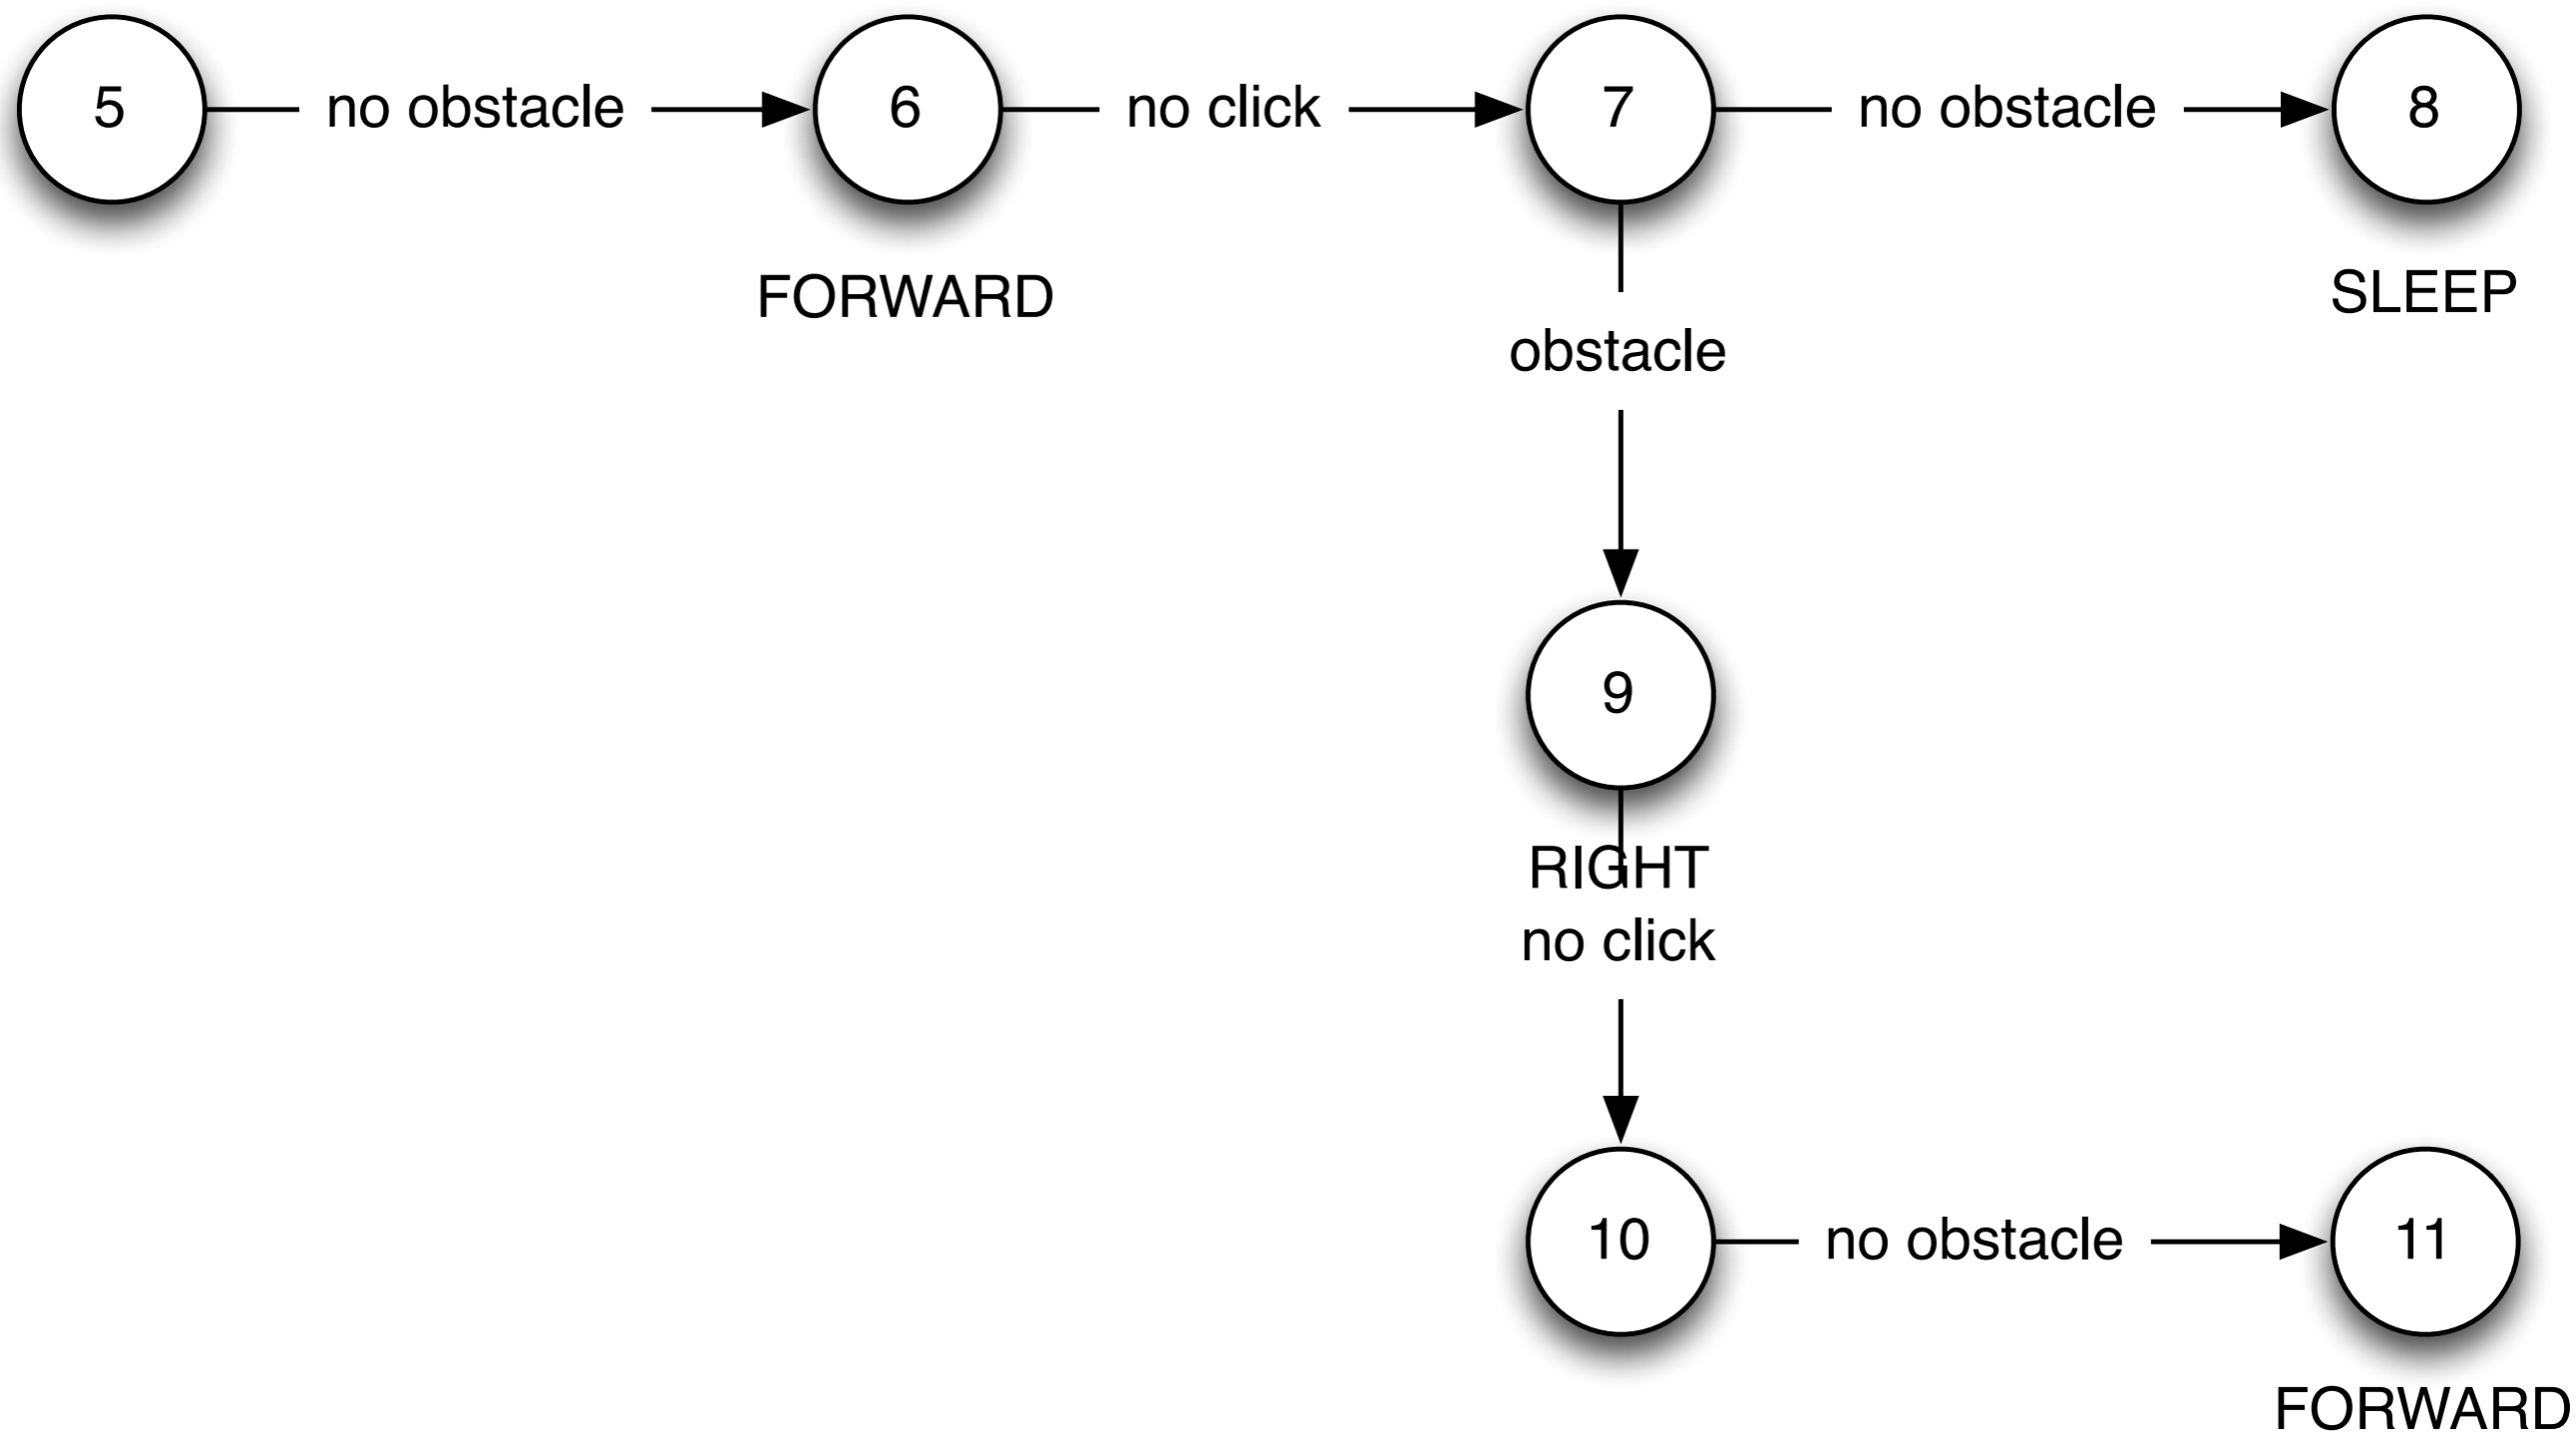 5 no obstacle 6 no click 7 no obstacle 8
FORWARD
SLEEP
obstacle
9
RIGHT
no click
10 no obstacle 11
FORWARD